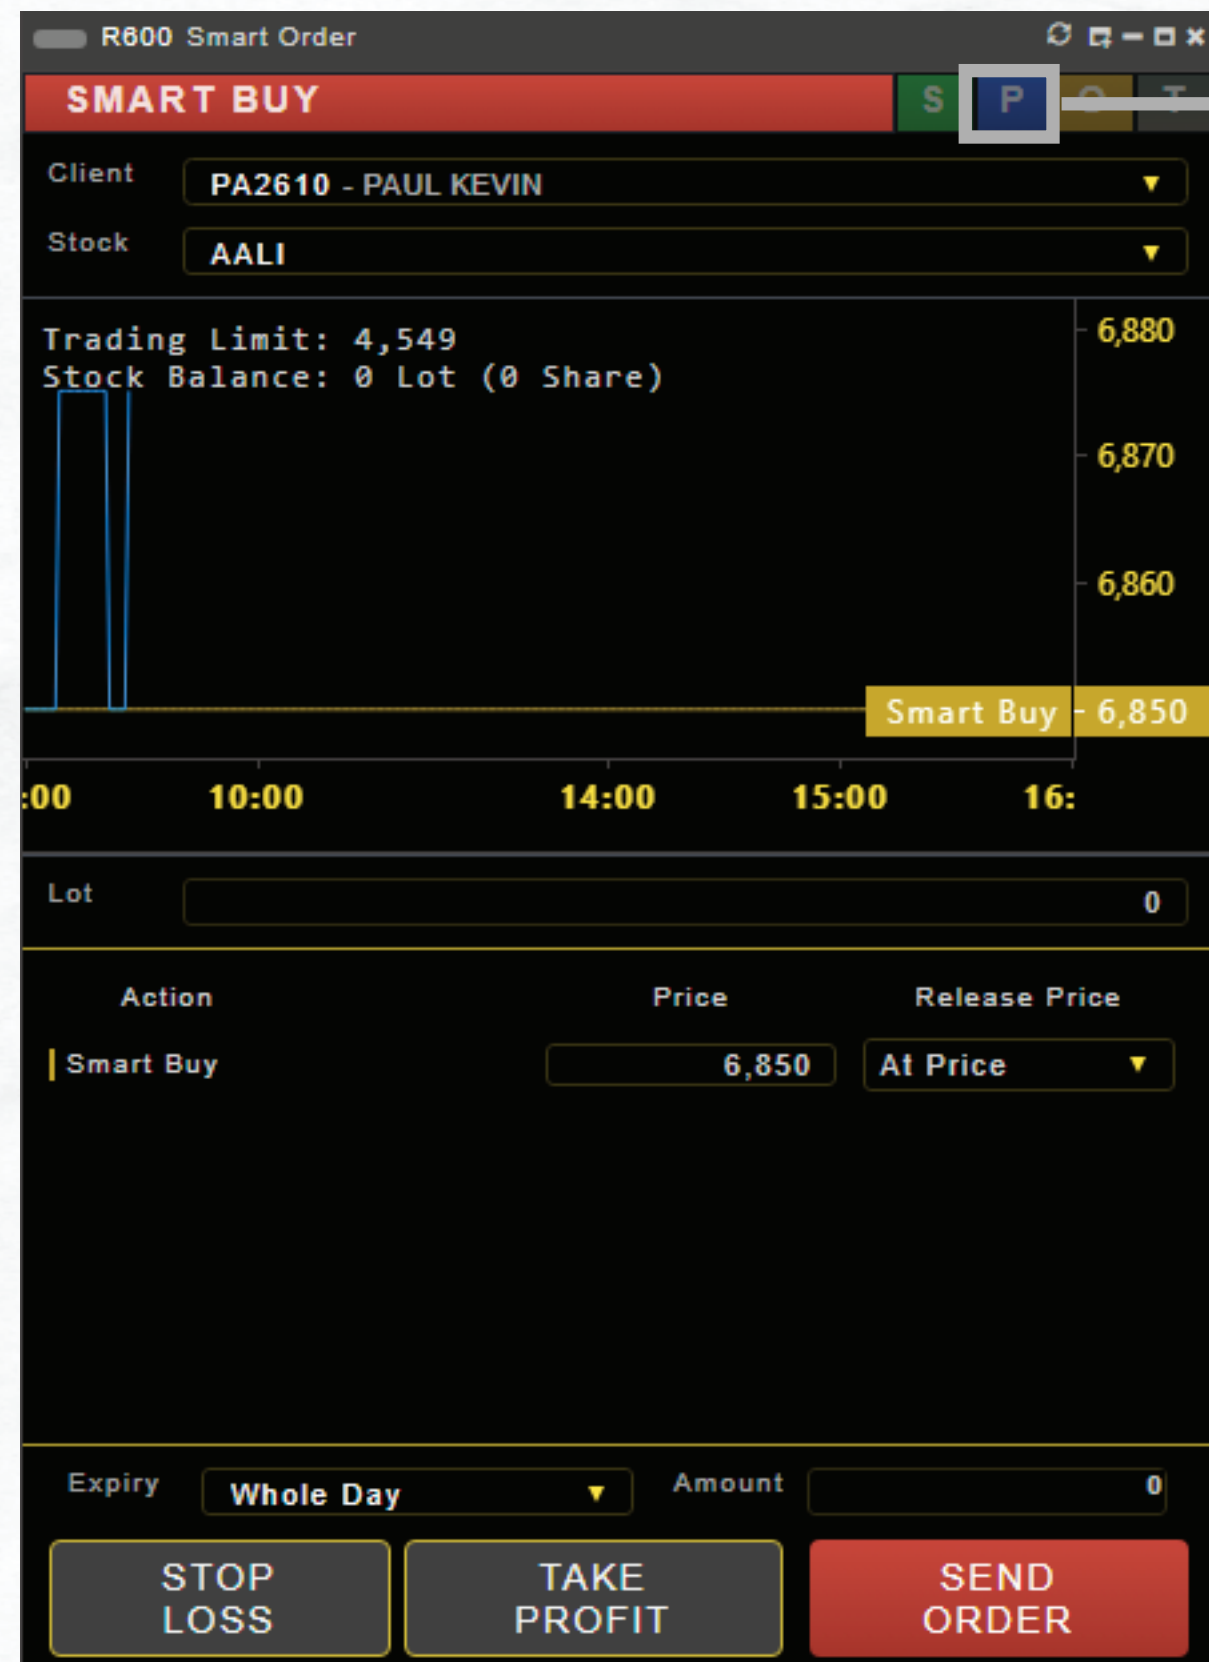 R600 Smart Order
SMART BUY S P O T
Client PA2610 - PAUL KEVIN
Stock AALI
Trading Limit: 4,549
Stock Balance: 0 Lot (0 Share)
6,880
6,870
6,860
Smart Buy 6,850
:00 10:00 14:00 15:00 16:
Lot 0
Action Price Release Price
Smart Buy 6,850 At Price
Expiry Whole Day Amount 0
STOP LOSS
TAKE PROFIT
SEND ORDER